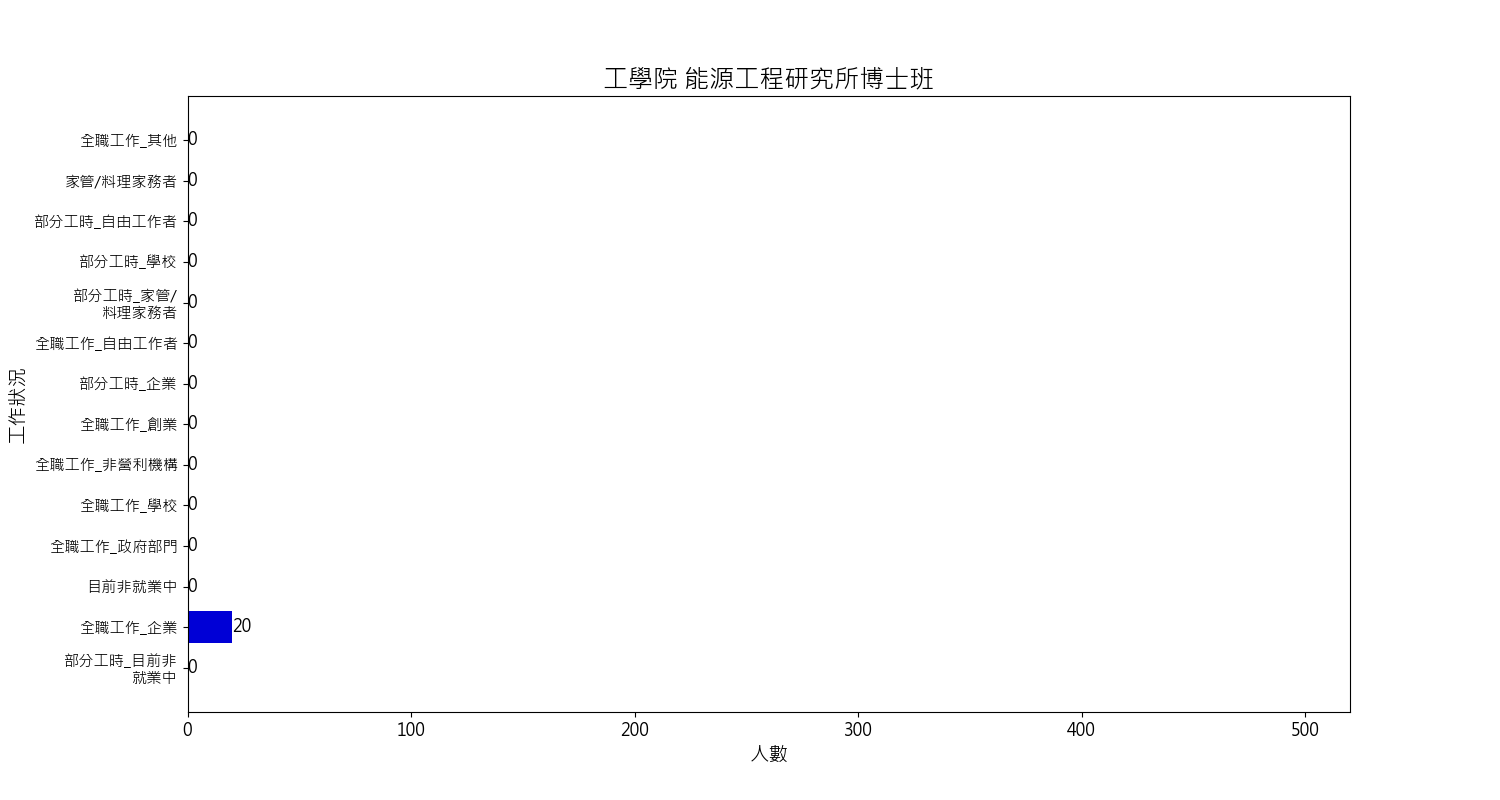 工學院 能源工程研究所博士班
工作狀況
全職工作_其他 0
家管/料理家務者 0
部分工時_自由工作者 0
部分工時_學校 0
部分工時_家管/
料理家務者 0
全職工作_自由工作者 0
部分工時_企業 0
全職工作_創業 0
全職工作_非營利機構 0
全職工作_學校 0
全職工作_政府部門 0
目前非就業中 0
全職工作_企業 20
部分工時_目前非
就業中 0
0 100 200 300 400 500
人數